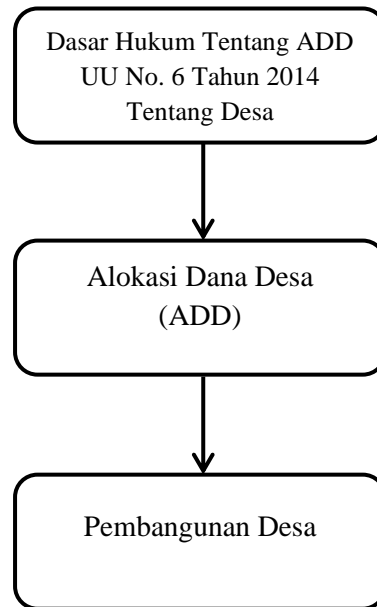 Dasar Hukum Tentang ADD
UU No. 6 Tahun 2014
Tentang Desa
Alokasi Dana Desa
(ADD)
Pembangunan Desa